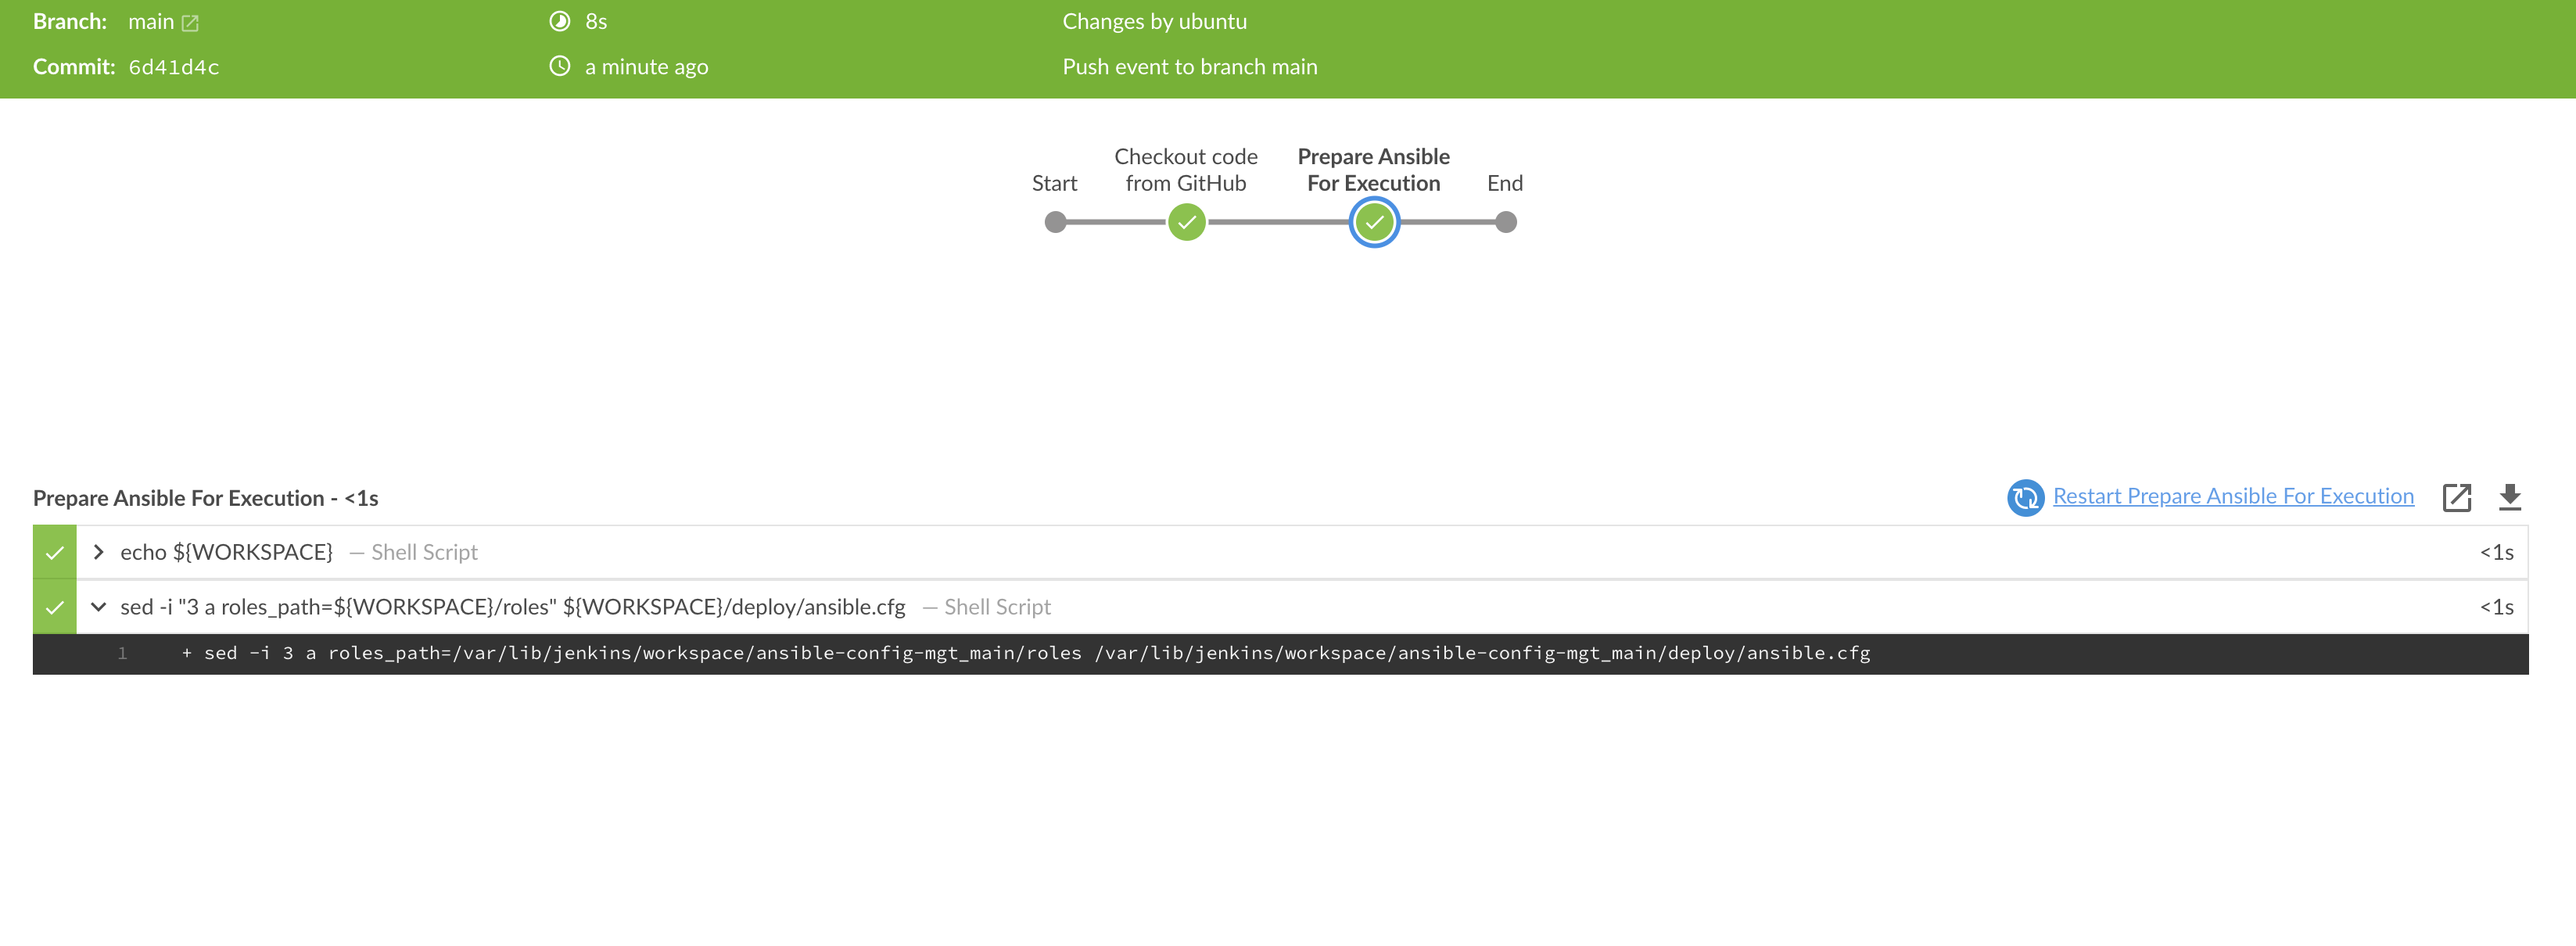 Branch: main 8s Changes by ubuntu
Commit: 6d41d4c a minute ago Push event to branch main
Start Checkout code from GitHub Prepare Ansible For Execution End
Prepare Ansible For Execution - <1s Restart Prepare Ansible For Execution
echo ${WORKSPACE} — Shell Script <1s
sed -i "3 a roles_path=${WORKSPACE}/roles" ${WORKSPACE}/deploy/ansible.cfg — Shell Script <1s
1 + sed -i 3 a roles_path=/var/lib/jenkins/workspace/ansible-config-mgt_main/roles /var/lib/jenkins/workspace/ansible-config-mgt_main/deploy/ansible.cfg